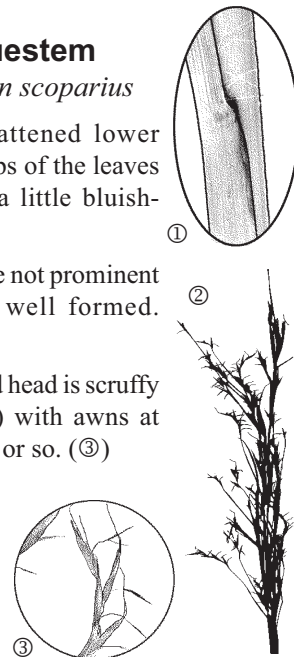 uestem
n scoparius
attened lower
ps of the leaves
a little bluish-
①
e not prominent
②
well formed.
d head is scruffy
) with awns at
or so. (③)
③